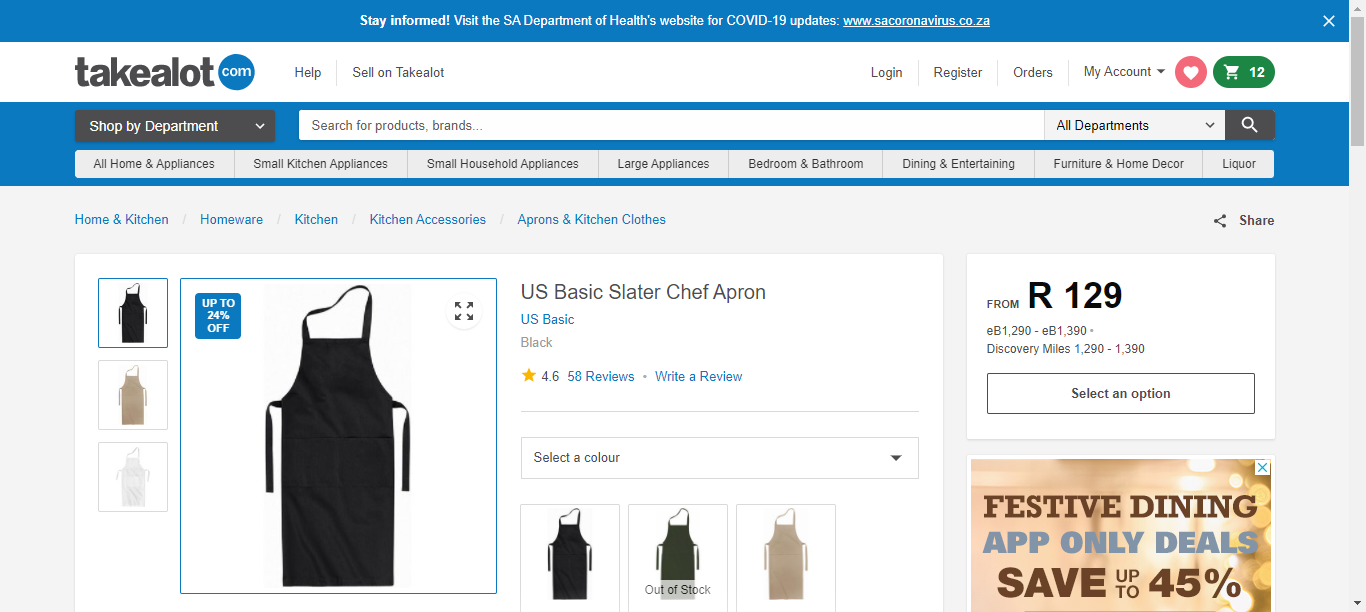 Stay informed! Visit the SA Department of Health's website for COVID-19 updates: www.sacoronavirus.co.za
takealot com
Help
Sell on Takealot
Login
Register
Orders
My Account
12
Shop by Department
Search for products, brands...
All Departments
All Home & Appliances
Small Kitchen Appliances
Small Household Appliances
Large Appliances
Bedroom & Bathroom
Dining & Entertaining
Furniture & Home Decor
Liquor
Home & Kitchen / Homeware / Kitchen / Kitchen Accessories / Aprons & Kitchen Clothes
Share
UP TO
24%
OFF
US Basic Slater Chef Apron
US Basic
Black
4.6 58 Reviews • Write a Review
Select a colour
Out of Stock
FROM R 129
eB1,290 - eB1,390 •
Discovery Miles 1,290 - 1,390
Select an option
FESTIVE DINING
APP ONLY DEALS
SAVE UP TO 45%